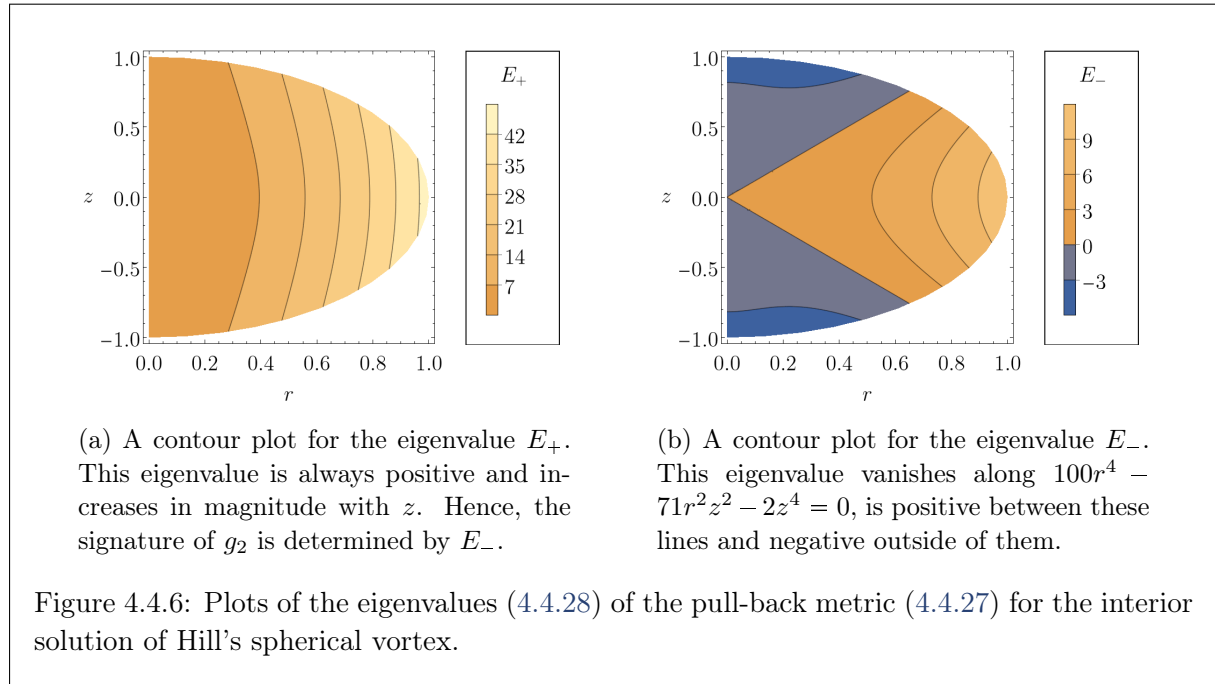 1.0
0.5
0.0
−0.5
−1.0
z
0.0 0.2 0.4 0.6 0.8 1.0
r
E₊
42
35
28
21
14
7
1.0
0.5
0.0
−0.5
−1.0
z
0.0 0.2 0.4 0.6 0.8 1.0
r
E₋
9
6
3
0
−3
(a) A contour plot for the eigenvalue E₊.
This eigenvalue is always positive and in-
creases in magnitude with z. Hence, the
signature of g₂ is determined by E₋.
(b) A contour plot for the eigenvalue E₋.
This eigenvalue vanishes along 100r⁴ −
71r²z² − 2z⁴ = 0, is positive between these
lines and negative outside of them.
Figure 4.4.6: Plots of the eigenvalues (4.4.28) of the pull-back metric (4.4.27) for the interior
solution of Hill's spherical vortex.